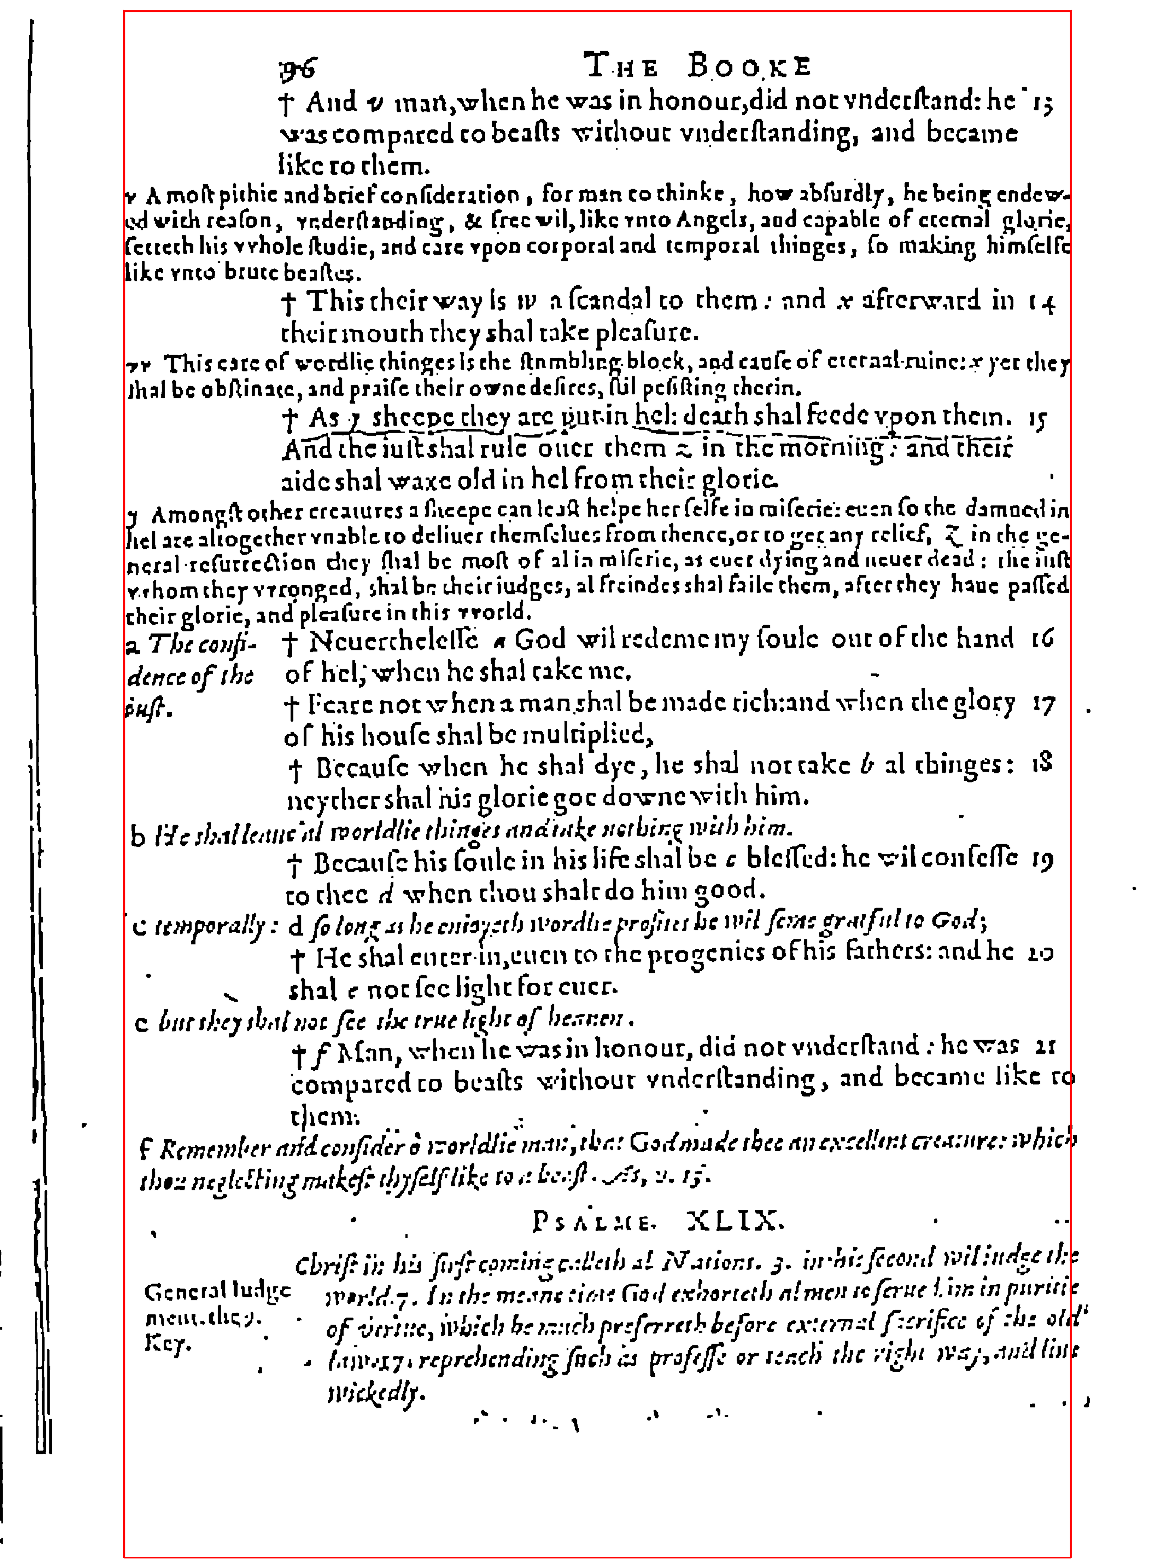 96 THE BOOKE
† And v man, when he was in honour, did not vnderſtand: he 13
was compared to beaſts without vnderſtanding, and became
like to them.
v A moſt pithie and brief conſideration, for man to thinke, how abſurdly, he being endew-
ed with reaſon, vnderſtanding, & free wil, like vnto Angels, and capable of eternal glorie,
ſetteth his vvhole ſtudie, and care vpon corporal and temporal thinges, ſo making himſelfe
like vnto brute beaſtes.
† This their way is w a ſcandal to them: and x afterward in 14
their mouth they shal take pleaſure.
vv This care of wordlie thinges is the ſtumbling block, and cauſe of eternal ruine: x yet they
ſhal be obſtinate, and praiſe their owne deſires, ſtil peſiſting therin.
† As y sheepe they are put in hel: death shal feede vpon them. 15
And the iuſt shal rule ouer them z in the morning: and their
aide shal waxe old in hel from their glorie.
y Amongſt other creatures a ſheepe can leaſt helpe her ſelfe in miſerie: euen ſo the damned in
hel are altogether vnable to deliuer themſelues from thence, or to get any relief, z in the ge-
neral reſurrection they ſhal be moſt of al in miſerie, as euer dying and neuer dead: the iuſt
vvhom they vvronged, shal be their iudges, al freindes shal faile them, after they haue paſſed
their glorie, and pleaſure in this vvorld.
a The confi- † Neuertheleſſe a God wil redeme my ſoule out of the hand 16
dence of the of hel, when he shal take me.
iuſt. † Feare not when a man shal be made rich: and when the glory 17
of his houſe shal be multiplied,
† Becauſe when he shal dye, he shal not take b al thinges: 18
neyther shal his glorie goe downe with him.
b He shal leaue al worldlie thinges and take nothing with him.
† Becauſe his ſoule in his life shal be c bleſſed: he wil confeſſe 19
to thee d when thou shalt do him good.
c temporally: d ſo long as he enioyeth wordlie profites he wil ſeme grateful to God;
† He shal enter in, euen to the progenies of his fathers: and he 20
shal e not ſee light for euer.
e but they shal not ſee the true light of heauen.
† f Man, when he was in honour, did not vnderſtand: he was 21
compared to beaſts without vnderſtanding, and became like to
them.
f Remember and conſider ô worldlie man, that God made thee an excellent creature: which
thou neglecting makeſt thyſelf like to a beaſt. As, v. 13.
PSALME. XLIX.
Chriſt in his firſt coming calleth al Nations. 3. in his ſecond wil iudge the
General Iudge world. 7. In the meane time God exhorteth al men to ſerue him in puritie
ment. the 7. of vertue, which he much preferreth before external ſacrifice of the old
Key. law. 17. reprehending ſuch as profeſſe or teach the right way, and liue
wickedly.